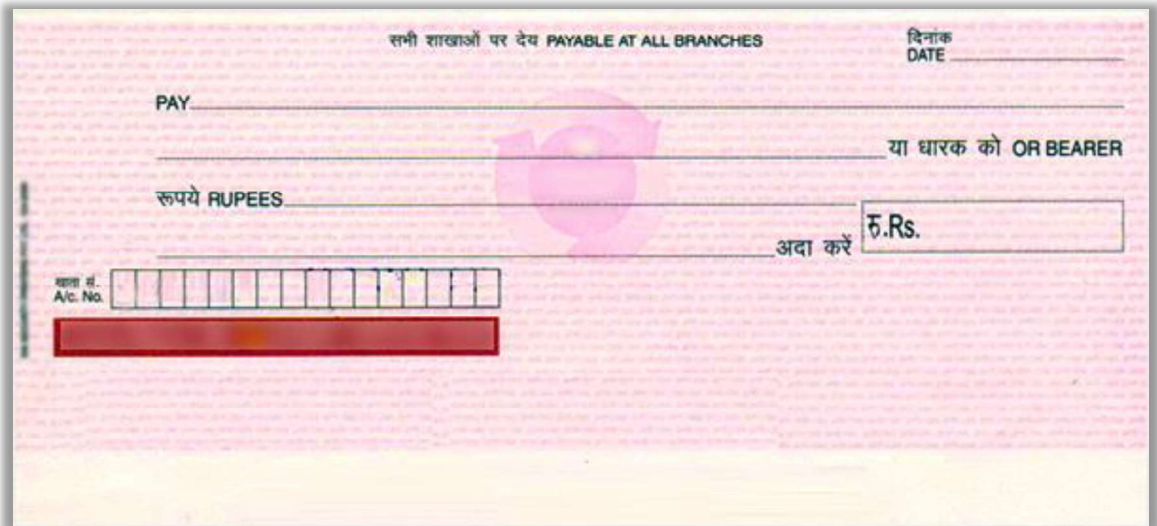 सभी शाखाओं पर देय PAYABLE AT ALL BRANCHES
दिनांक
DATE
PAY
या धारक को OR BEARER
रूपये RUPEES
रु.Rs.
अदा करें
खाता सं.
A/c. No.